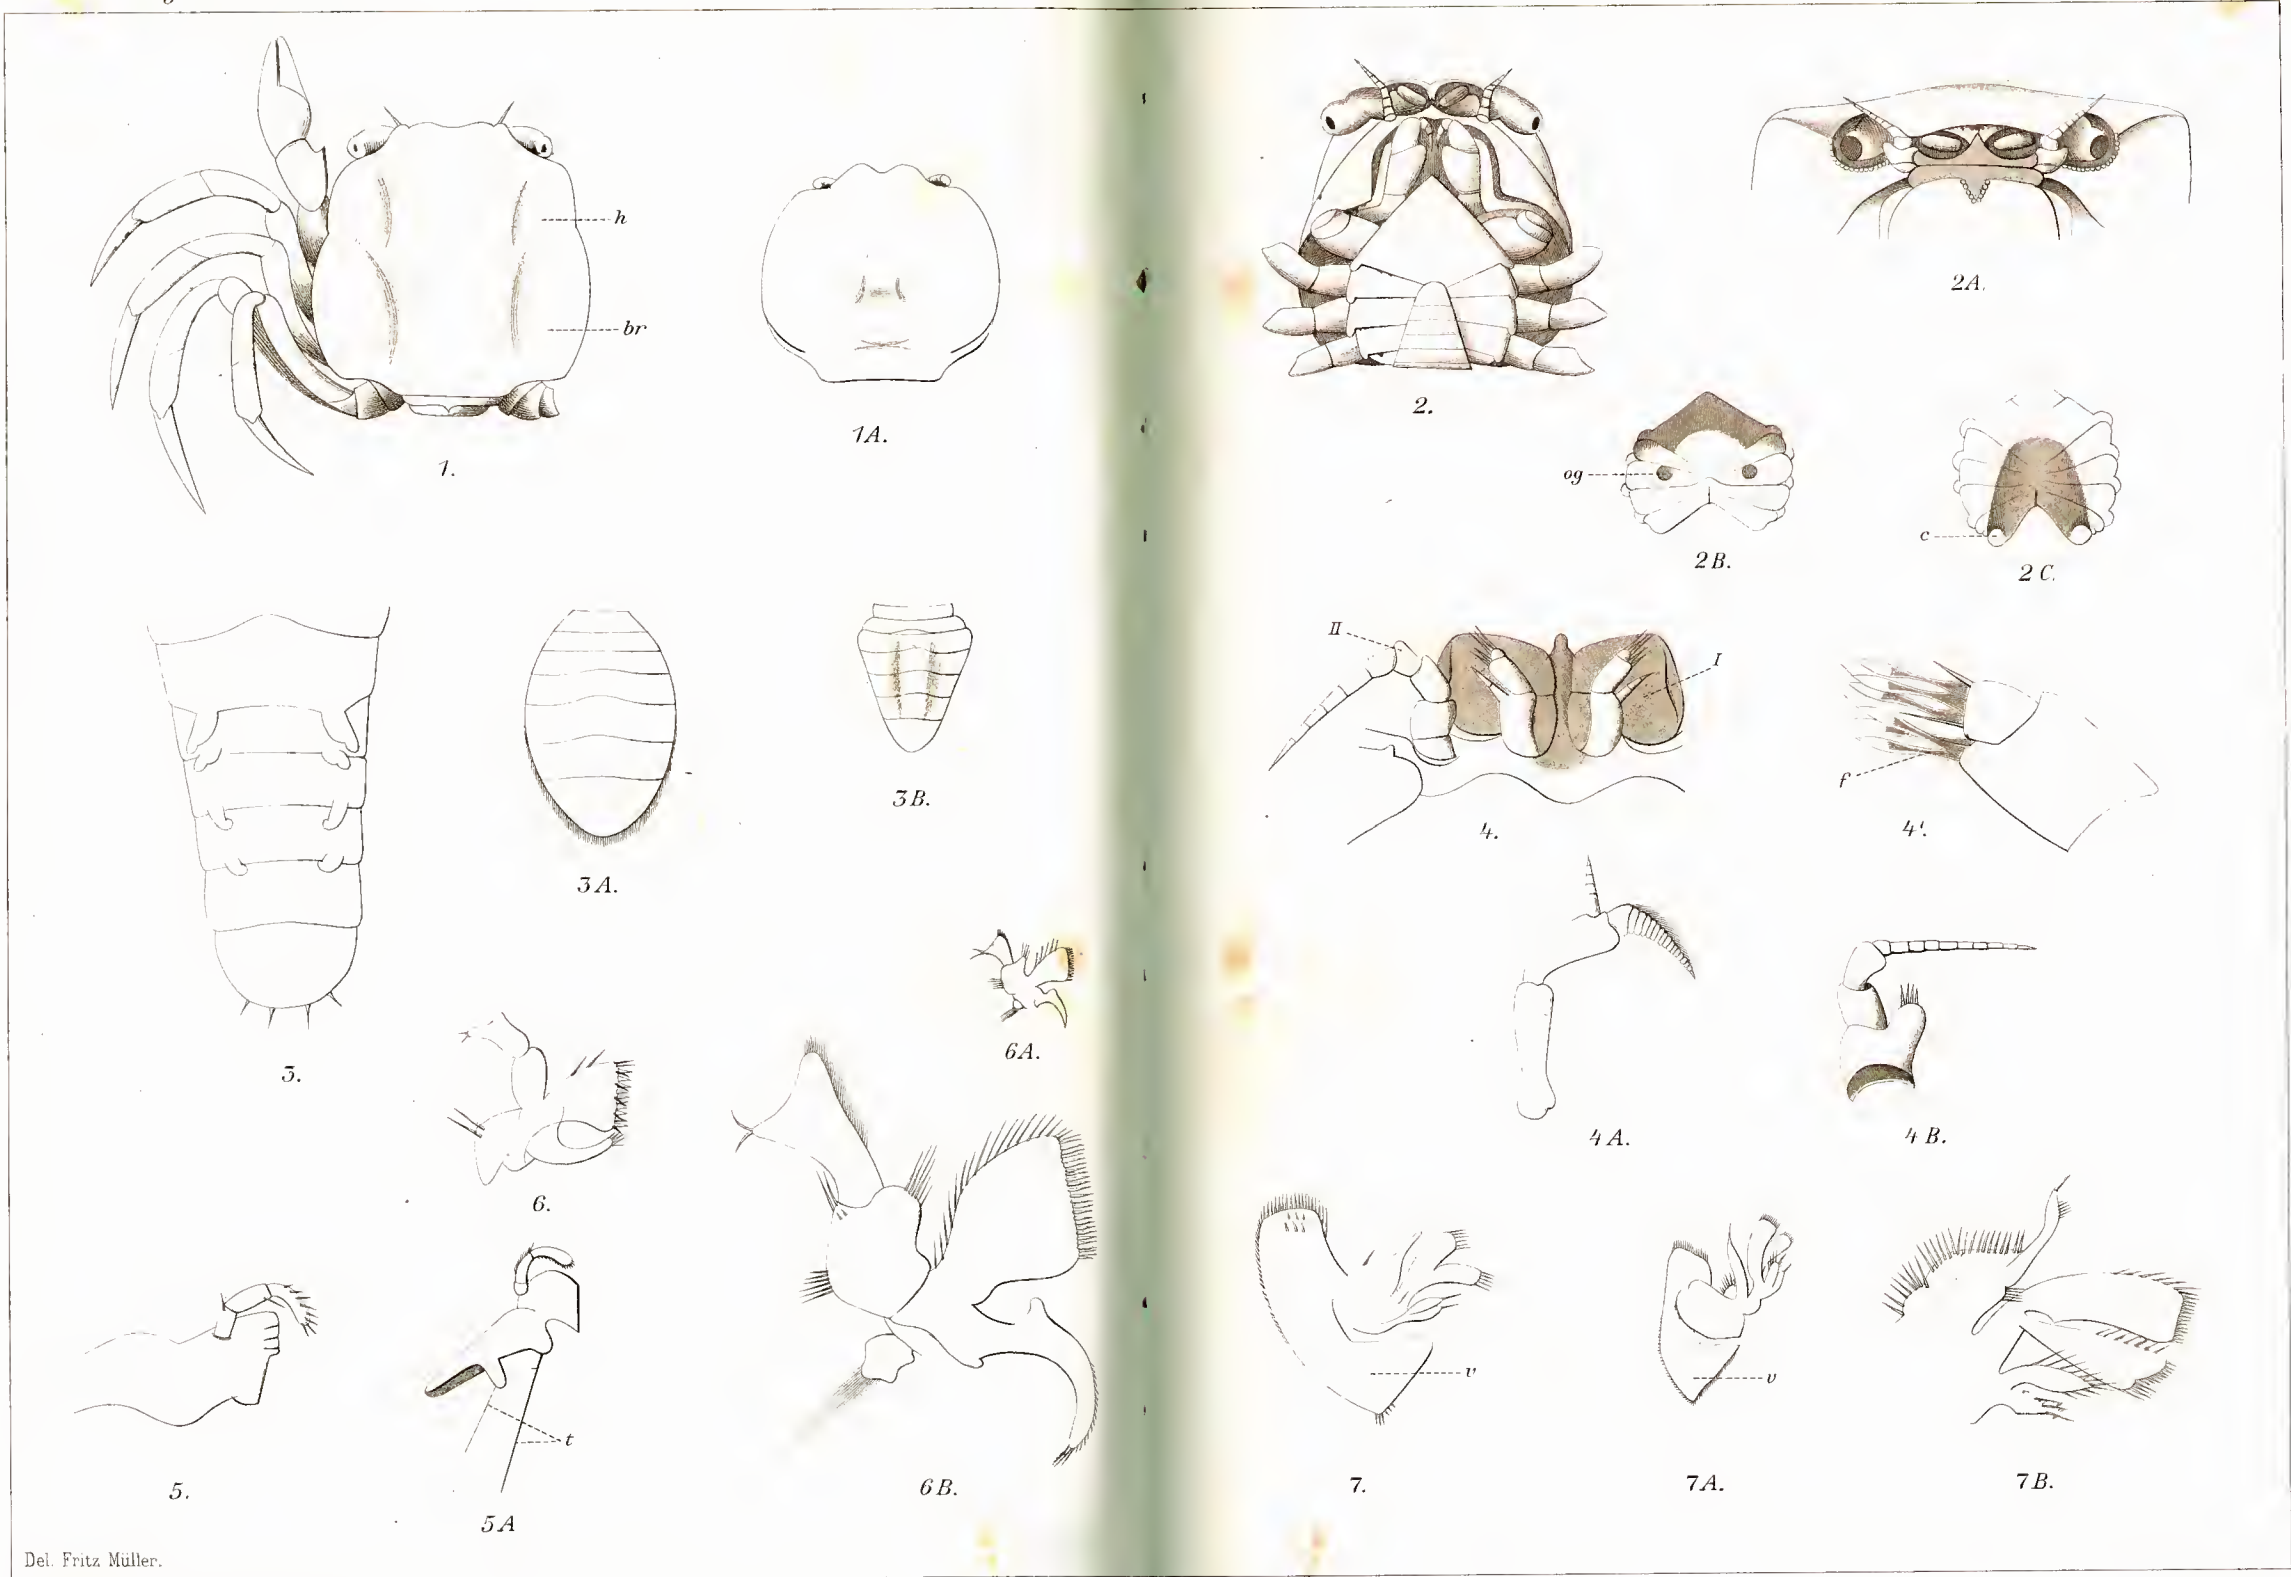 h
br
1.
1A.
2.
2A.
og
2B.
c
2C.
3.
3A.
3B.
II
I
4.
f
4'.
4A.
4B.
5.
t
5A
6.
6A.
6B.
v
7.
v
7A.
7B.
Del. Fritz Müller.